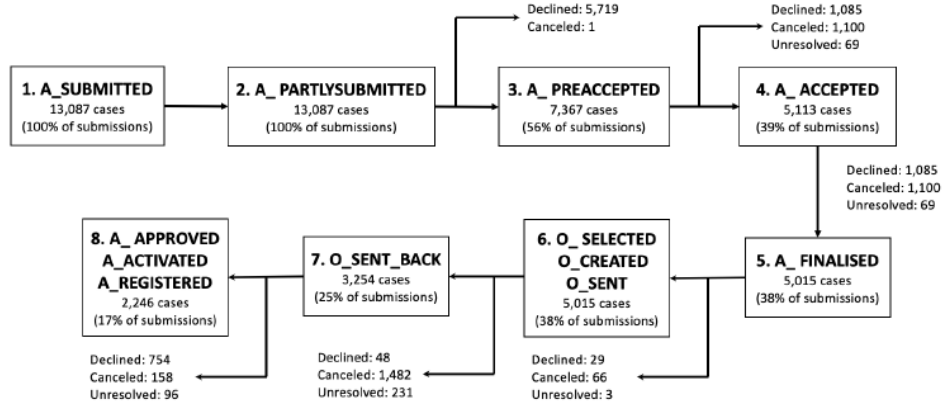 Declined: 5,719
Canceled: 1
Declined: 1,085
Canceled: 1,100
Unresolved: 69
1. A_SUBMITTED
13,087 cases
(100% of submissions)
2. A_ PARTLYSUBMITTED
13,087 cases
(100% of submissions)
3. A_ PREACCEPTED
7,367 cases
(56% of submissions)
4. A_ ACCEPTED
5,113 cases
(39% of submissions)
Declined: 1,085
Canceled: 1,100
Unresolved: 69
5. A_ FINALISED
5,015 cases
(38% of submissions)
6. O_ SELECTED
O_CREATED
O_SENT
5,015 cases
(38% of submissions)
7. O_SENT_BACK
3,254 cases
(25% of submissions)
8. A_ APPROVED
A_ACTIVATED
A_REGISTERED
2,246 cases
(17% of submissions)
Declined: 29
Canceled: 66
Unresolved: 3
Declined: 48
Canceled: 1,482
Unresolved: 231
Declined: 754
Canceled: 158
Unresolved: 96